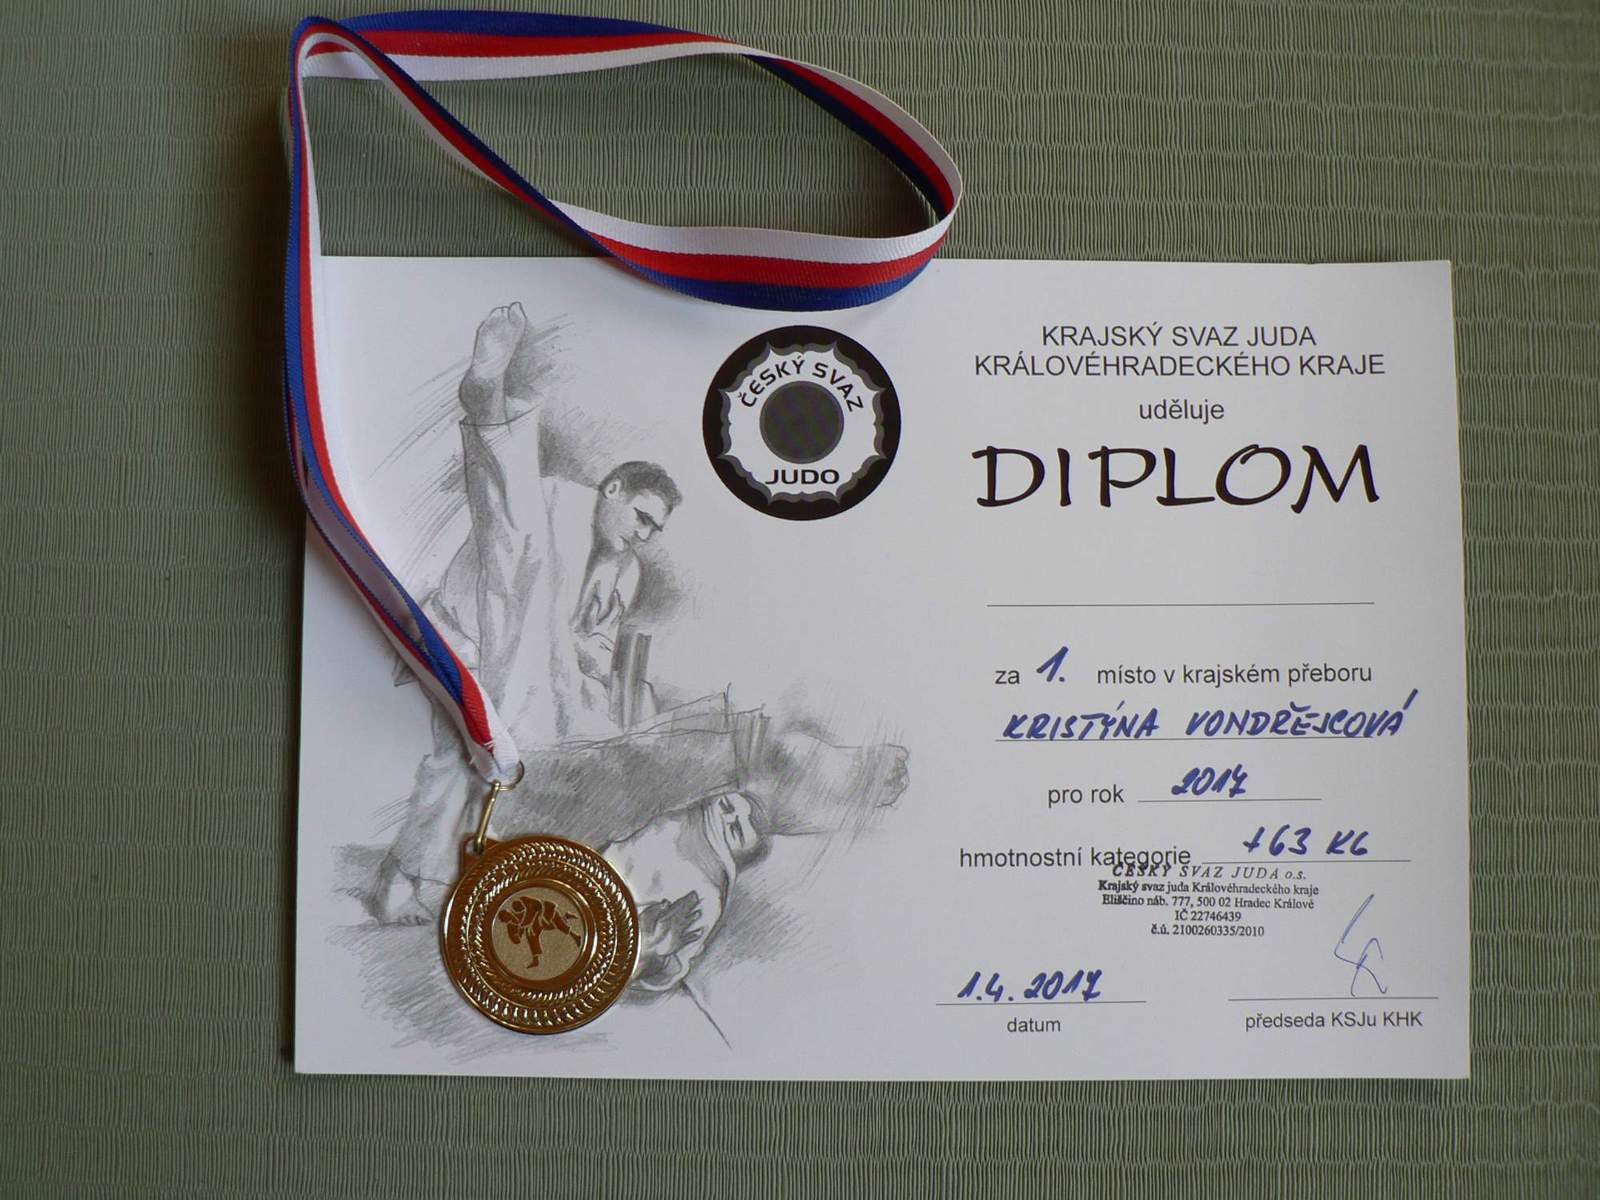 ČESKÝ SVAZ
JUDO
KRAJSKÝ SVAZ JUDA
KRÁLOVÉHRADECKÉHO KRAJE
uděluje
DIPLOM
za 1. místo v krajském přeboru
KRISTÝNA VONDŘEJCOVÁ
pro rok 2017
hmotnostní kategorie +63 KG
ČESKÝ SVAZ JUDA o.s.
Krajský svaz juda Královéhradeckého kraje
Eliščino náb. 777, 500 02 Hradec Králové
IČ 22746439
č.ú. 2100260335/2010
1.4.2017
datum
předseda KSJu KHK